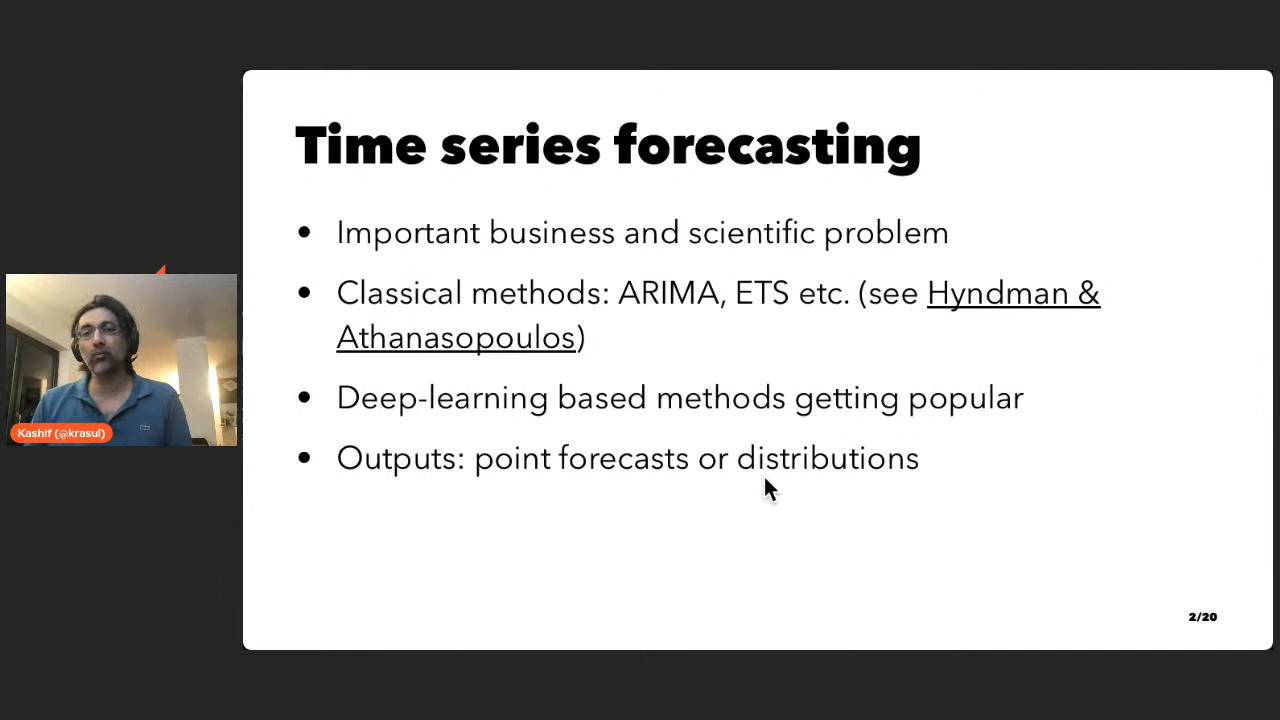 Time series forecasting
• Important business and scientific problem
• Classical methods: ARIMA, ETS etc. (see Hyndman &
Athanasopoulos)
• Deep-learning based methods getting popular
• Outputs: point forecasts or distributions
Kashif (@krasul)
2/20